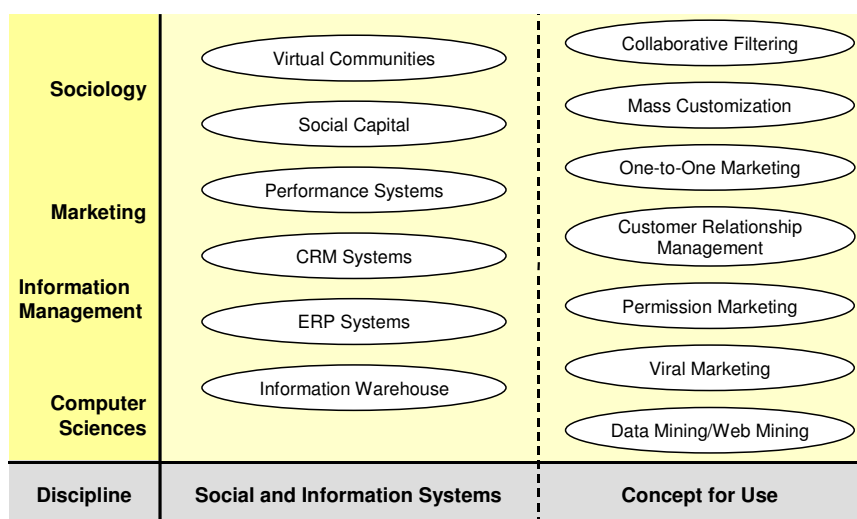 Sociology
Marketing
Information
Management
Computer
Sciences
Virtual Communities
Social Capital
Performance Systems
CRM Systems
ERP Systems
Information Warehouse
Collaborative Filtering
Mass Customization
One-to-One Marketing
Customer Relationship
Management
Permission Marketing
Viral Marketing
Data Mining/Web Mining
Discipline
Social and Information Systems
Concept for Use